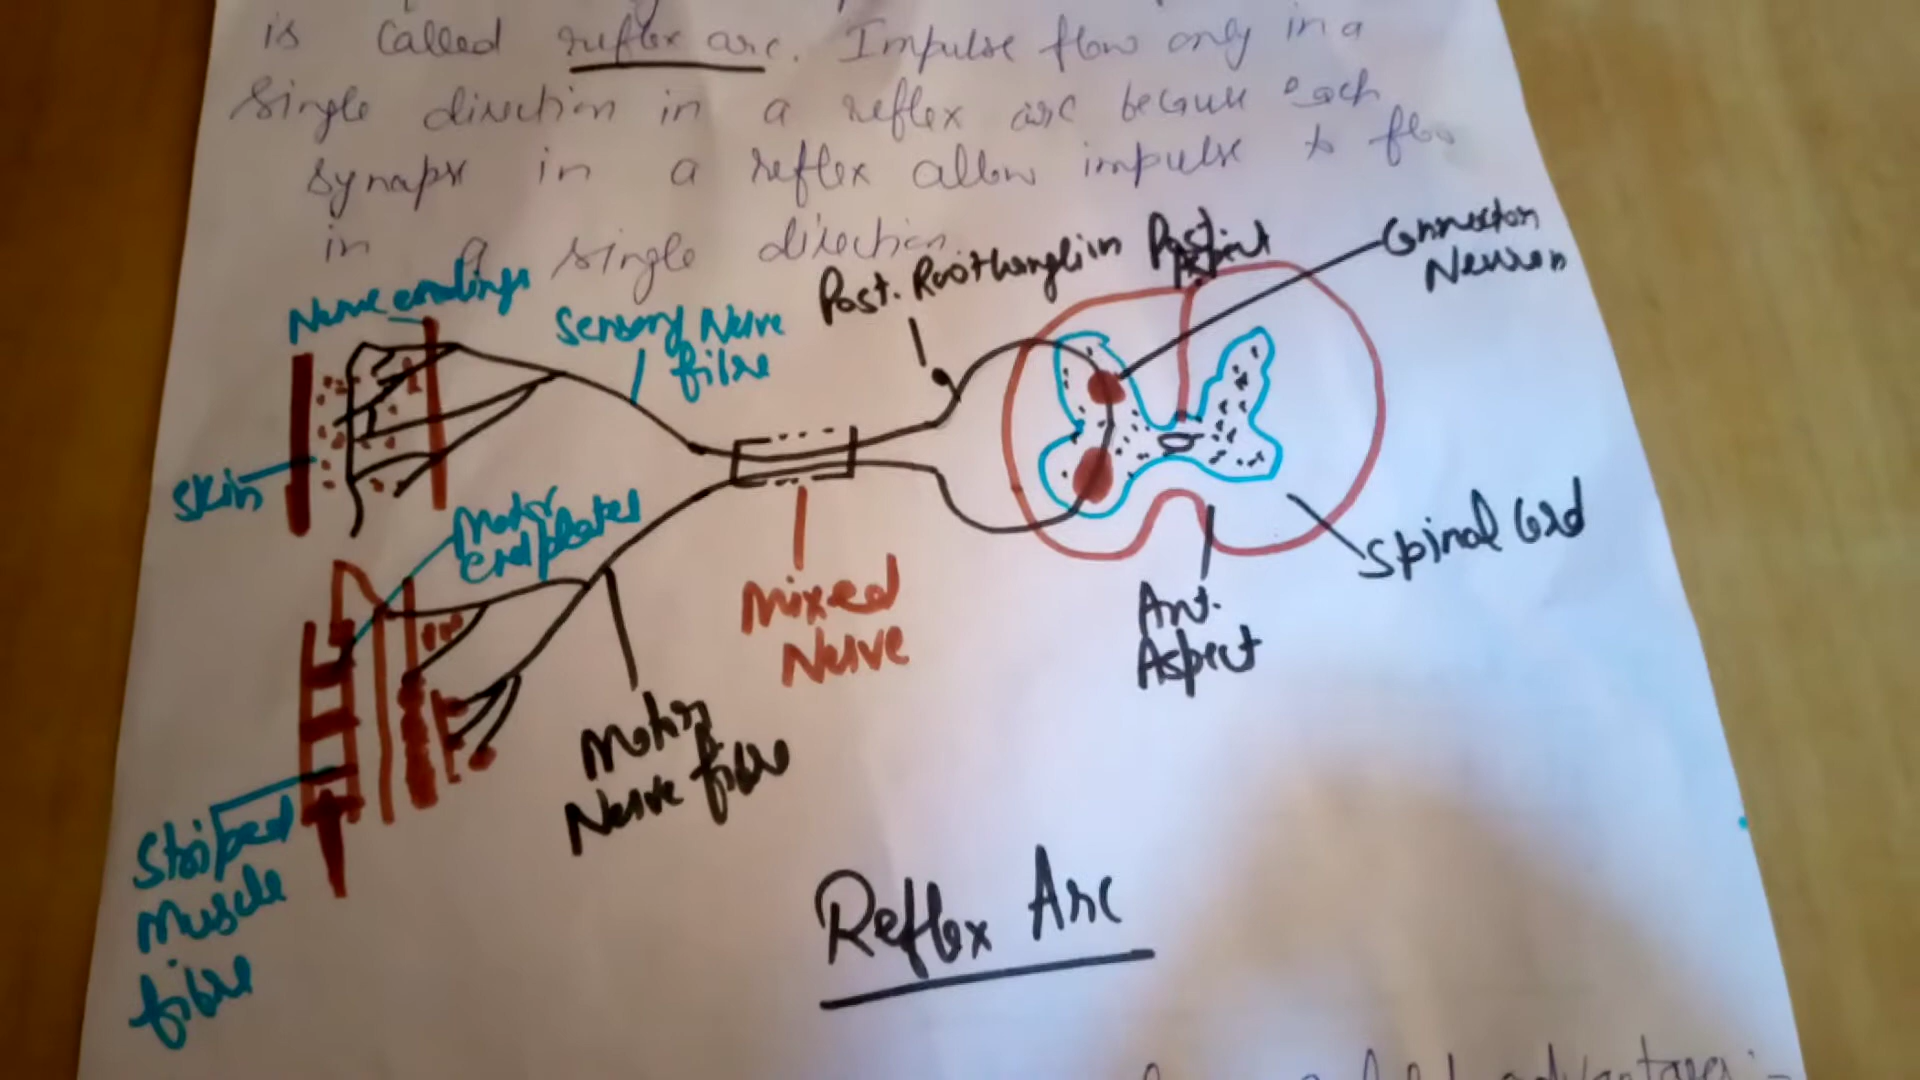 is called reflex arc. Impulse flow only in a
single direction in a reflex arc because each
synapse in a reflex allow impulse to flow
in a single direction.
Nerve endings
Sensory Nerve
fibre
Post. Root Ganglion
Post.
Connector
Neuron
Skin
Motor
End plates
Mixed
Nerve
Spinal Cord
Ant.
Aspect
Motor
Nerve fibre
Striped
Muscle
fibre
Reflex Arc
advantages:-